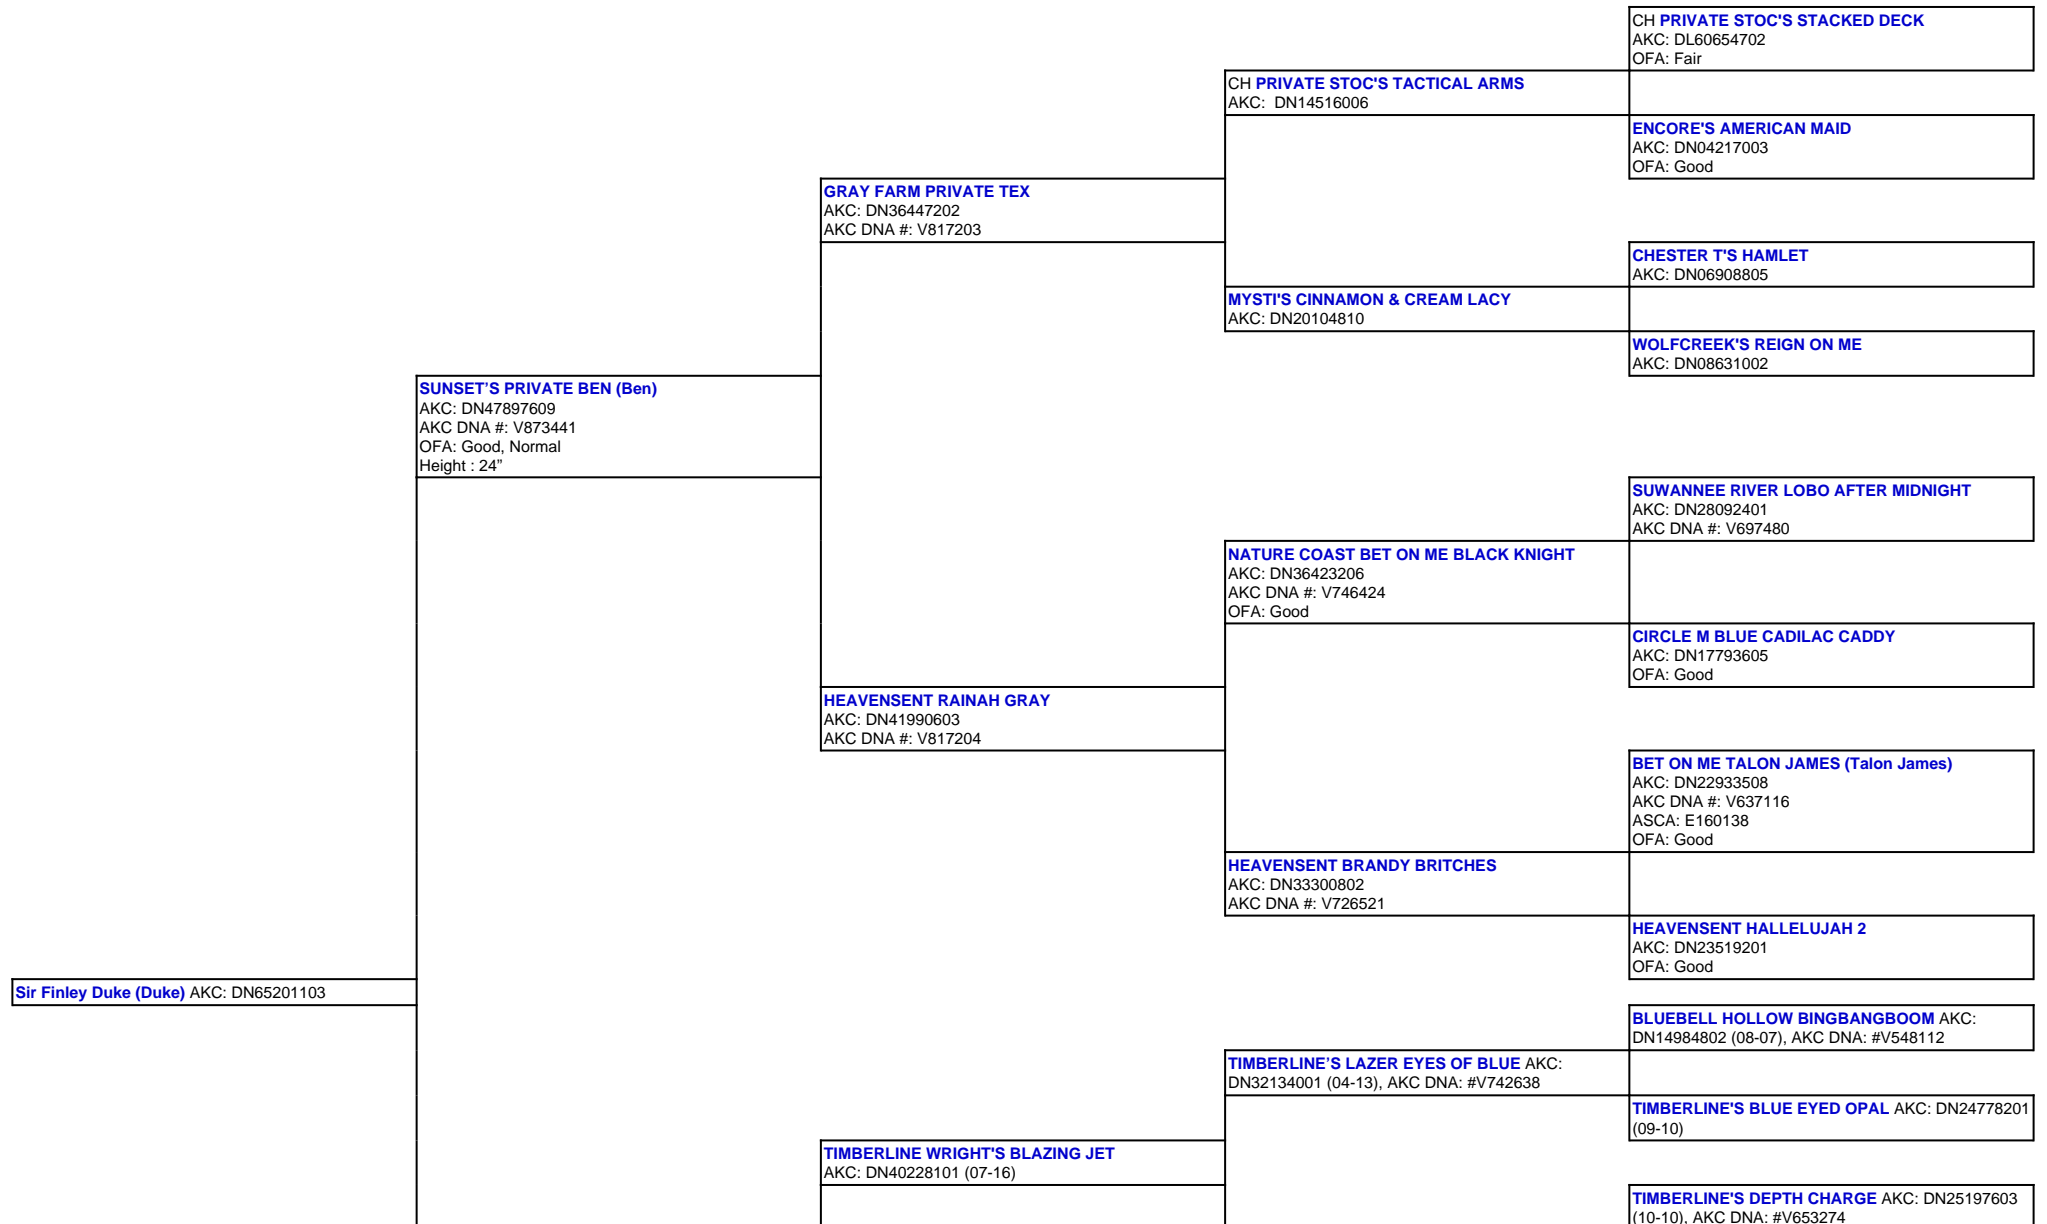 CH PRIVATE STOC'S STACKED DECK
AKC: DL60654702
OFA: Fair
CH PRIVATE STOC'S TACTICAL ARMS
AKC:  DN14516006
ENCORE'S AMERICAN MAID
AKC: DN04217003
OFA: Good
GRAY FARM PRIVATE TEX
AKC: DN36447202
AKC DNA #: V817203
CHESTER T'S HAMLET
AKC: DN06908805
MYSTI'S CINNAMON & CREAM LACY
AKC: DN20104810
WOLFCREEK'S REIGN ON ME
AKC: DN08631002
SUNSET’S PRIVATE BEN (Ben)
AKC: DN47897609
AKC DNA #: V873441
OFA: Good, Normal
Height : 24”
SUWANNEE RIVER LOBO AFTER MIDNIGHT
AKC: DN28092401
AKC DNA #: V697480
NATURE COAST BET ON ME BLACK KNIGHT
AKC: DN36423206
AKC DNA #: V746424
OFA: Good
CIRCLE M BLUE CADILAC CADDY
AKC: DN17793605
OFA: Good
HEAVENSENT RAINAH GRAY
AKC: DN41990603
AKC DNA #: V817204
BET ON ME TALON JAMES (Talon James)
AKC: DN22933508
AKC DNA #: V637116
ASCA: E160138
OFA: Good
HEAVENSENT BRANDY BRITCHES
AKC: DN33300802
AKC DNA #: V726521
HEAVENSENT HALLELUJAH 2
AKC: DN23519201
OFA: Good
Sir Finley Duke (Duke) AKC: DN65201103
BLUEBELL HOLLOW BINGBANGBOOM AKC:
DN14984802 (08-07), AKC DNA: #V548112
TIMBERLINE’S LAZER EYES OF BLUE AKC:
DN32134001 (04-13), AKC DNA: #V742638
TIMBERLINE'S BLUE EYED OPAL AKC: DN24778201
(09-10)
TIMBERLINE WRIGHT'S BLAZING JET
AKC: DN40228101 (07-16)
TIMBERLINE'S DEPTH CHARGE AKC: DN25197603
(10-10), AKC DNA: #V653274